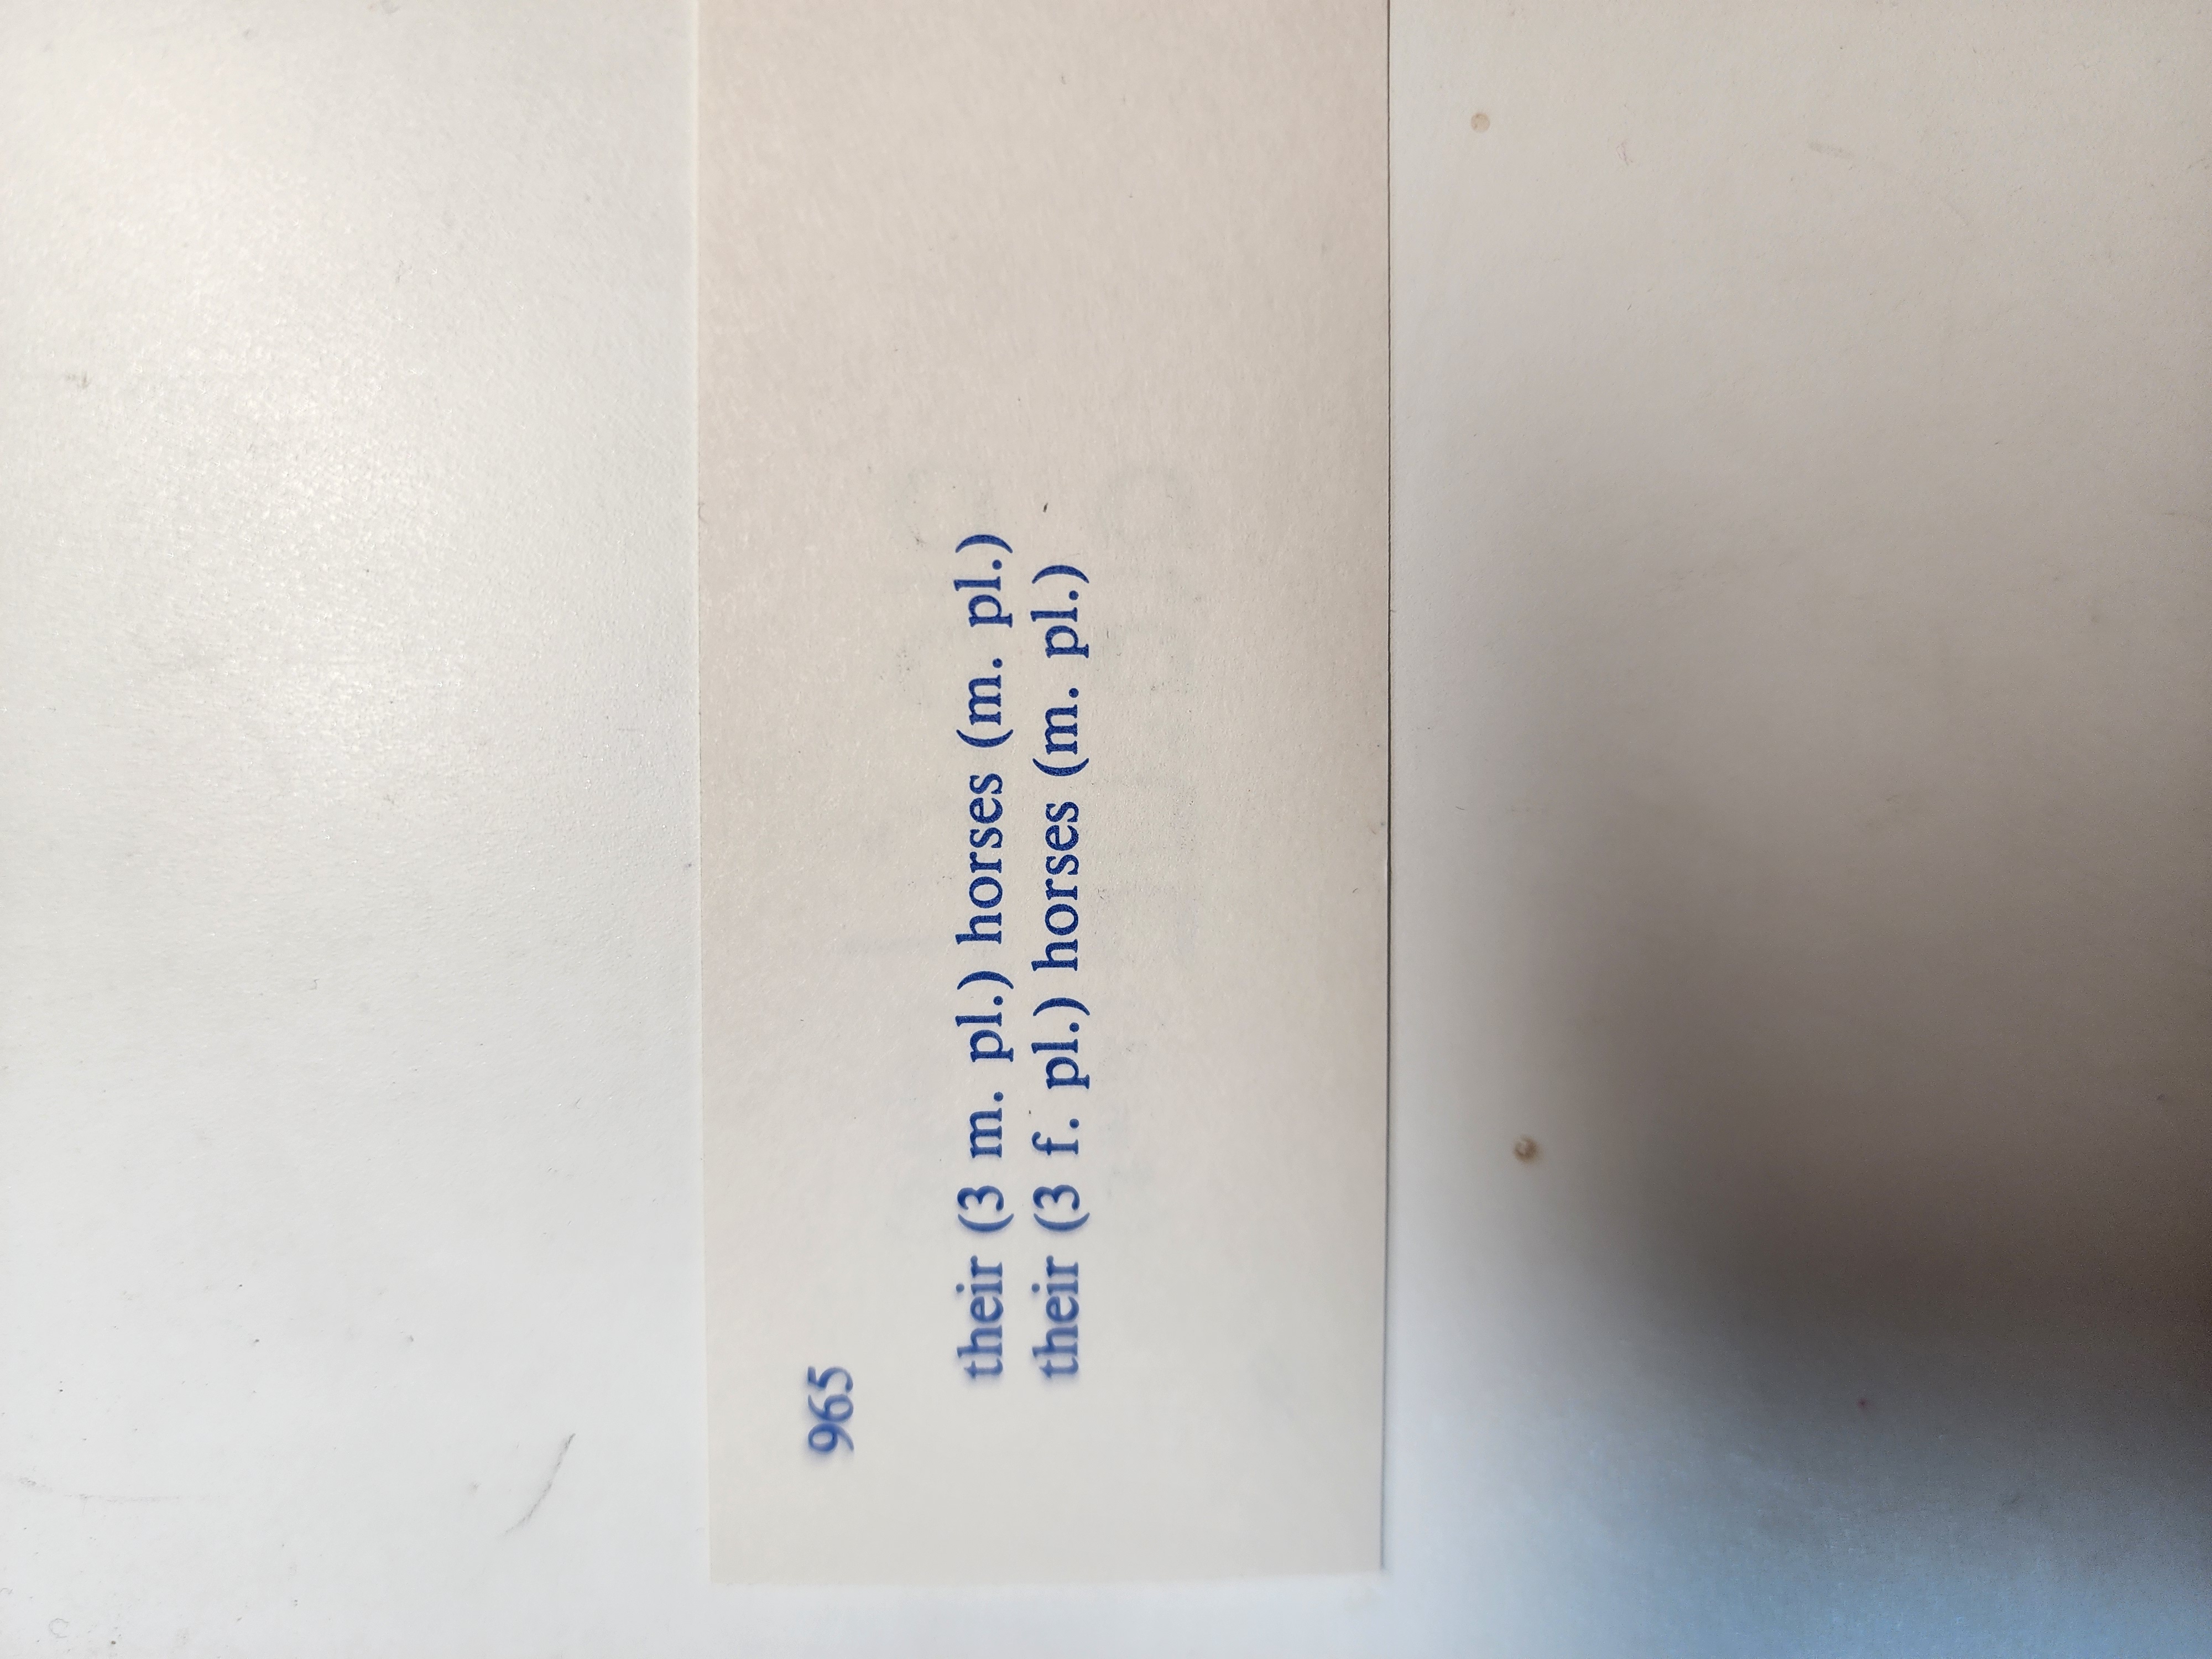 965
their (3 m. pl.) horses (m. pl.)
their (3 f. pl.) horses (m. pl.)